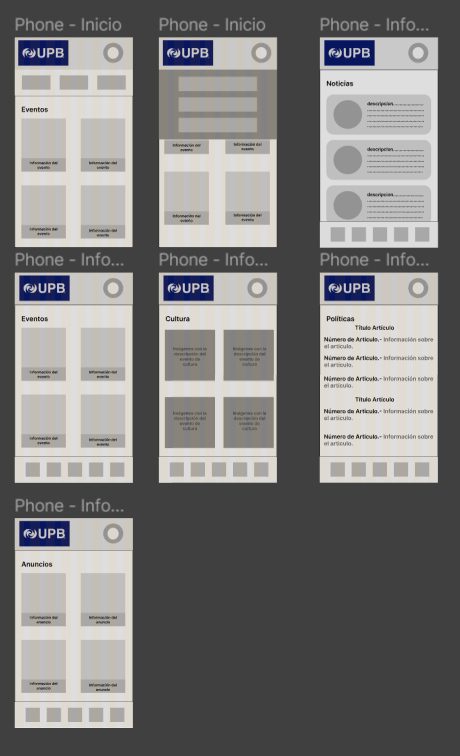 Phone - Inicio
UPB
Eventos
Información del
evento
Información del
evento
Información del
evento
Información del
evento
Phone - Inicio
UPB
Información del
evento
Información del
evento
Información del
evento
Información del
evento
Phone - Info...
UPB
Noticias
descripcion
descripcion
descripcion
Phone - Info...
UPB
Eventos
Información del
evento
Información del
evento
Información del
evento
Información del
evento
Phone - Info...
UPB
Cultura
Imágenes con la
descripción del
evento de
cultura
Imágenes con la
descripción del
evento de
cultura
Imágenes con la
descripción del
evento de
cultura
Imágenes con la
descripción del
evento de
cultura
Phone - Info...
UPB
Políticas
Título Artículo
Número de Artículo.- Información sobre
el artículo.
Número de Artículo.- Información sobre
el artículo.
Número de Artículo.- Información sobre
el artículo.
Título Artículo
Número de Artículo.- Información sobre
el artículo.
Número de Artículo.- Información sobre
el artículo.
Phone - Info...
UPB
Anuncios
Información del
anuncio
Información del
anuncio
Información del
anuncio
Información del
anuncio